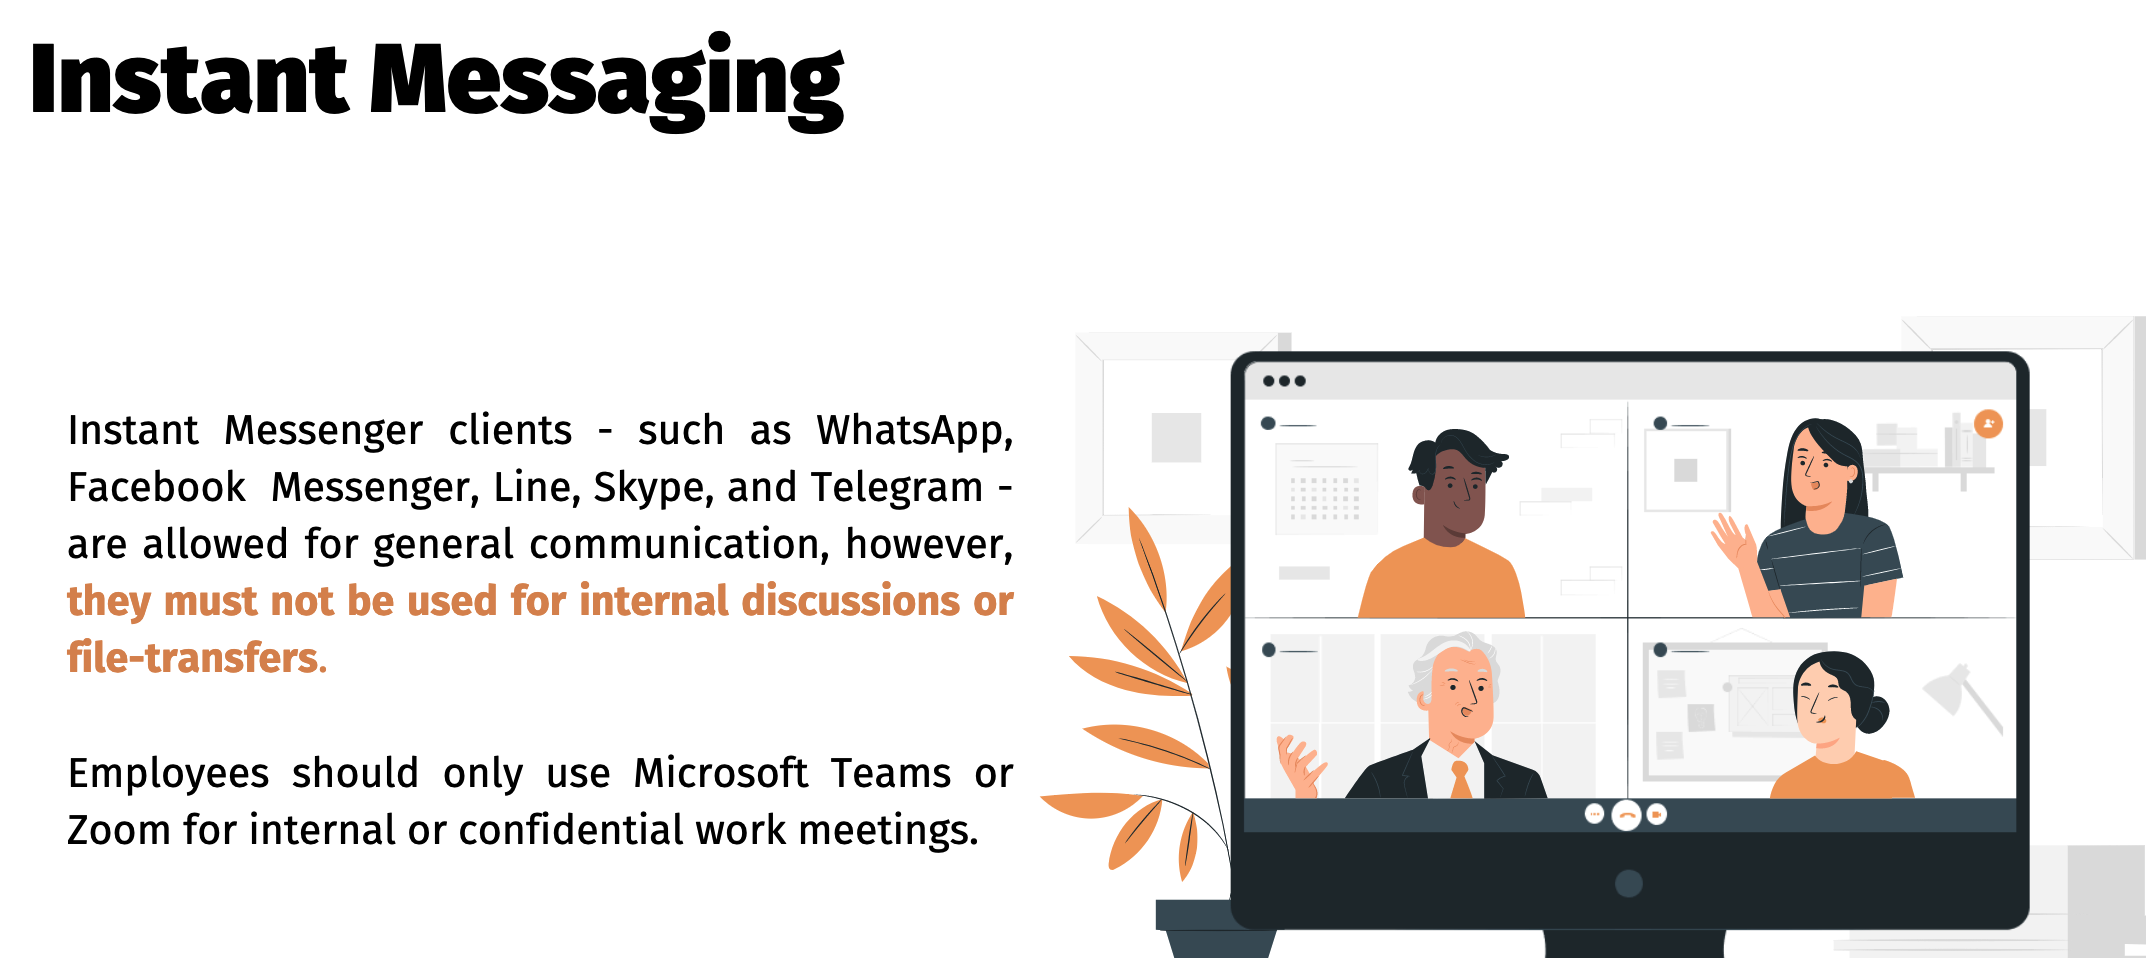 Instant Messaging
Instant Messenger clients - such as WhatsApp,
Facebook Messenger, Line, Skype, and Telegram -
are allowed for general communication, however,
they must not be used for internal discussions or
file-transfers.
Employees should only use Microsoft Teams or
Zoom for internal or confidential work meetings.